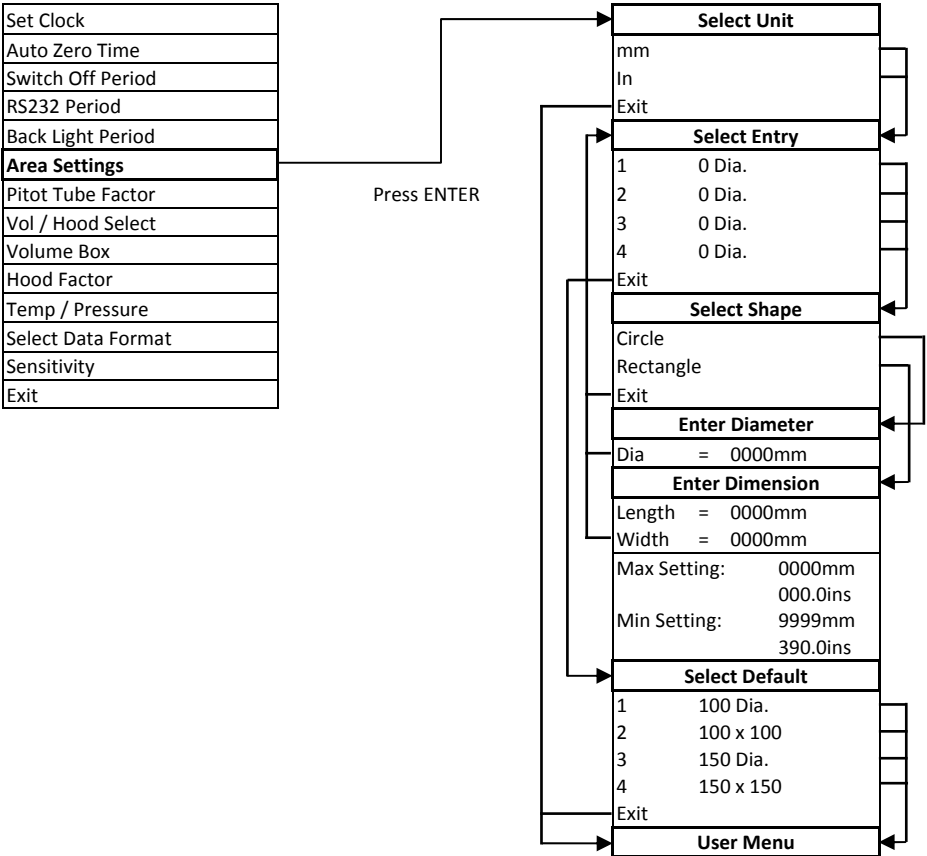 Set Clock
Auto Zero Time
Switch Off Period
RS232 Period
Back Light Period
Area Settings
Pitot Tube Factor
Vol / Hood Select
Volume Box
Hood Factor
Temp / Pressure
Select Data Format
Sensitivity
Exit
Press ENTER
Select Unit
mm
In
Exit
Select Entry
1 0 Dia.
2 0 Dia.
3 0 Dia.
4 0 Dia.
Exit
Select Shape
Circle
Rectangle
Exit
Enter Diameter
Dia = 0000mm
Enter Dimension
Length = 0000mm
Width = 0000mm
Max Setting: 0000mm
000.0ins
Min Setting: 9999mm
390.0ins
Select Default
1 100 Dia.
2 100 x 100
3 150 Dia.
4 150 x 150
Exit
User Menu